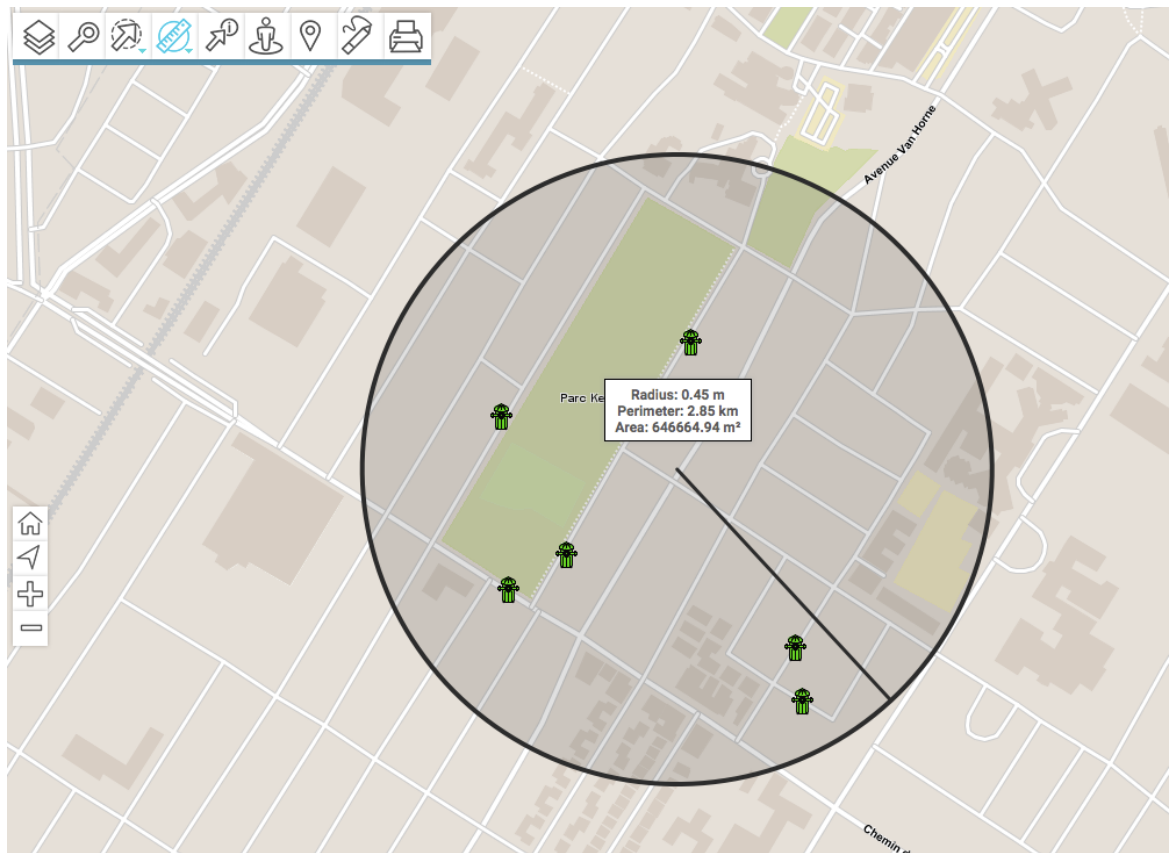 Avenue Van Horne
Parc Ke
Radius: 0.45 m
Perimeter: 2.85 km
Area: 646664.94 m²
Chemin d